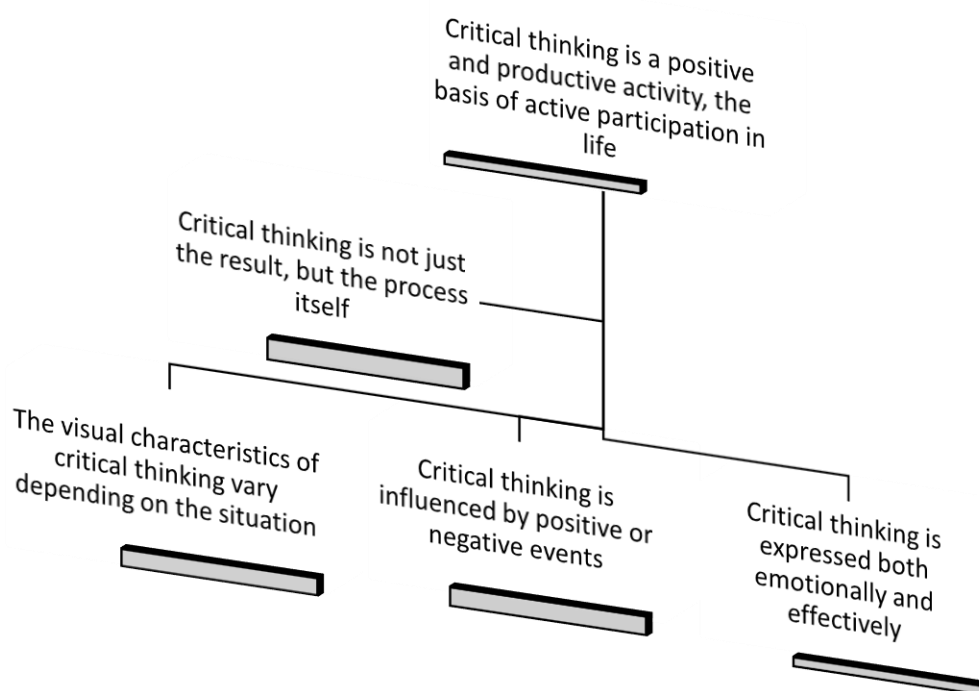 Critical thinking is a positive
and productive activity, the
basis of active participation in
life
Critical thinking is not just
the result, but the process
itself
The visual characteristics of
critical thinking vary
depending on the situation
Critical thinking is
influenced by positive or
negative events
Critical thinking is
expressed both
emotionally and
effectively